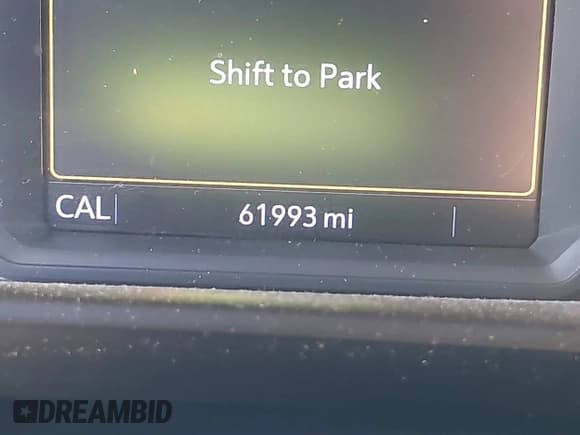 Shift to Park
CAL 61993 mi
DREAMBID